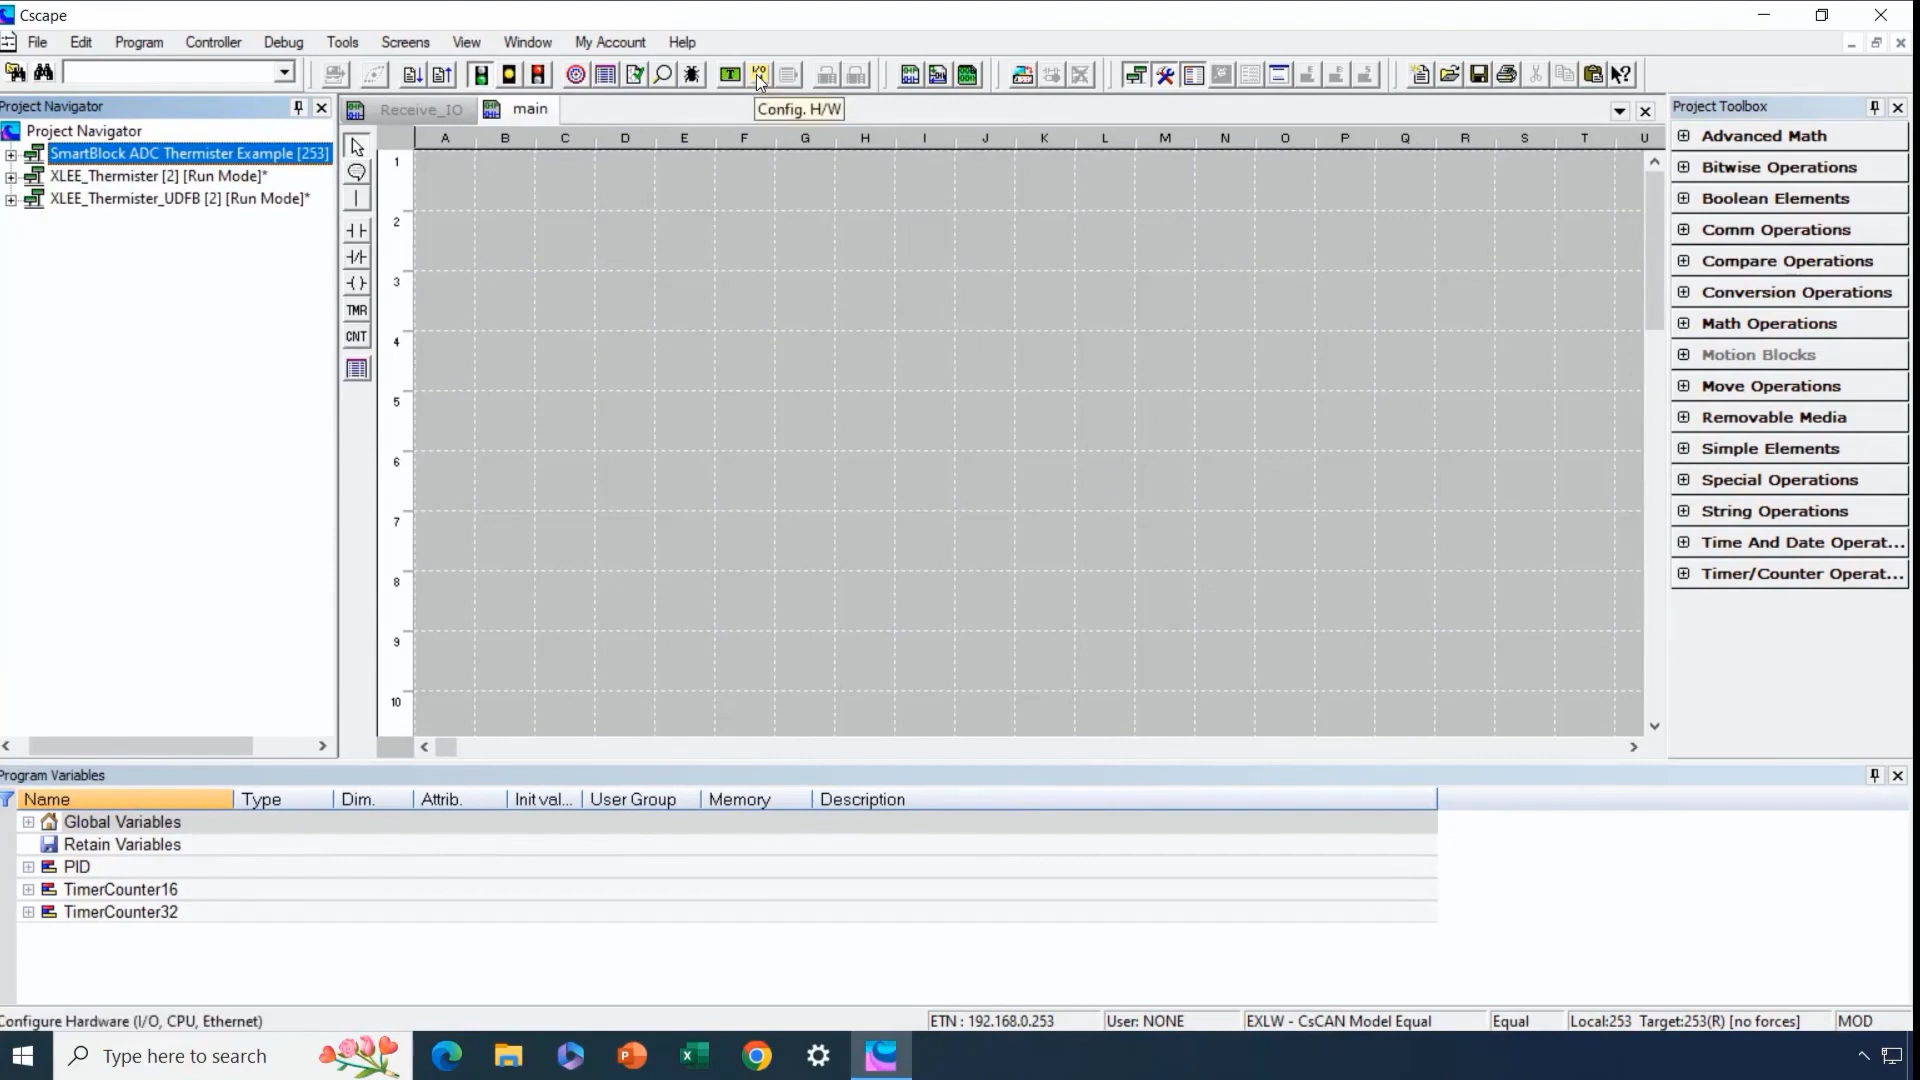 Cscape
File Edit Program Controller Debug Tools Screens View Window My Account Help
Project Navigator
Project Navigator
SmartBlock ADC Thermister Example [253]
XLEE_Thermister [2] [Run Mode]*
XLEE_Thermister_UDFB [2] [Run Mode]*
Receive_IO main
Config. H/W
A B C D E F G H I J K L M N O P Q R S T U
1
2
3
4
5
6
7
8
9
10
TMR
CNT
Project Toolbox
Advanced Math
Bitwise Operations
Boolean Elements
Comm Operations
Compare Operations
Conversion Operations
Math Operations
Motion Blocks
Move Operations
Removable Media
Simple Elements
Special Operations
String Operations
Time And Date Operat...
Timer/Counter Operat...
Program Variables
Name Type Dim. Attrib. Init val... User Group Memory Description
Global Variables
Retain Variables
PID
TimerCounter16
TimerCounter32
Configure Hardware (I/O, CPU, Ethernet) ETN : 192.168.0.253 User: NONE EXLW - CsCAN Model Equal Equal Local:253 Target:253(R) [no forces] MOD
Type here to search